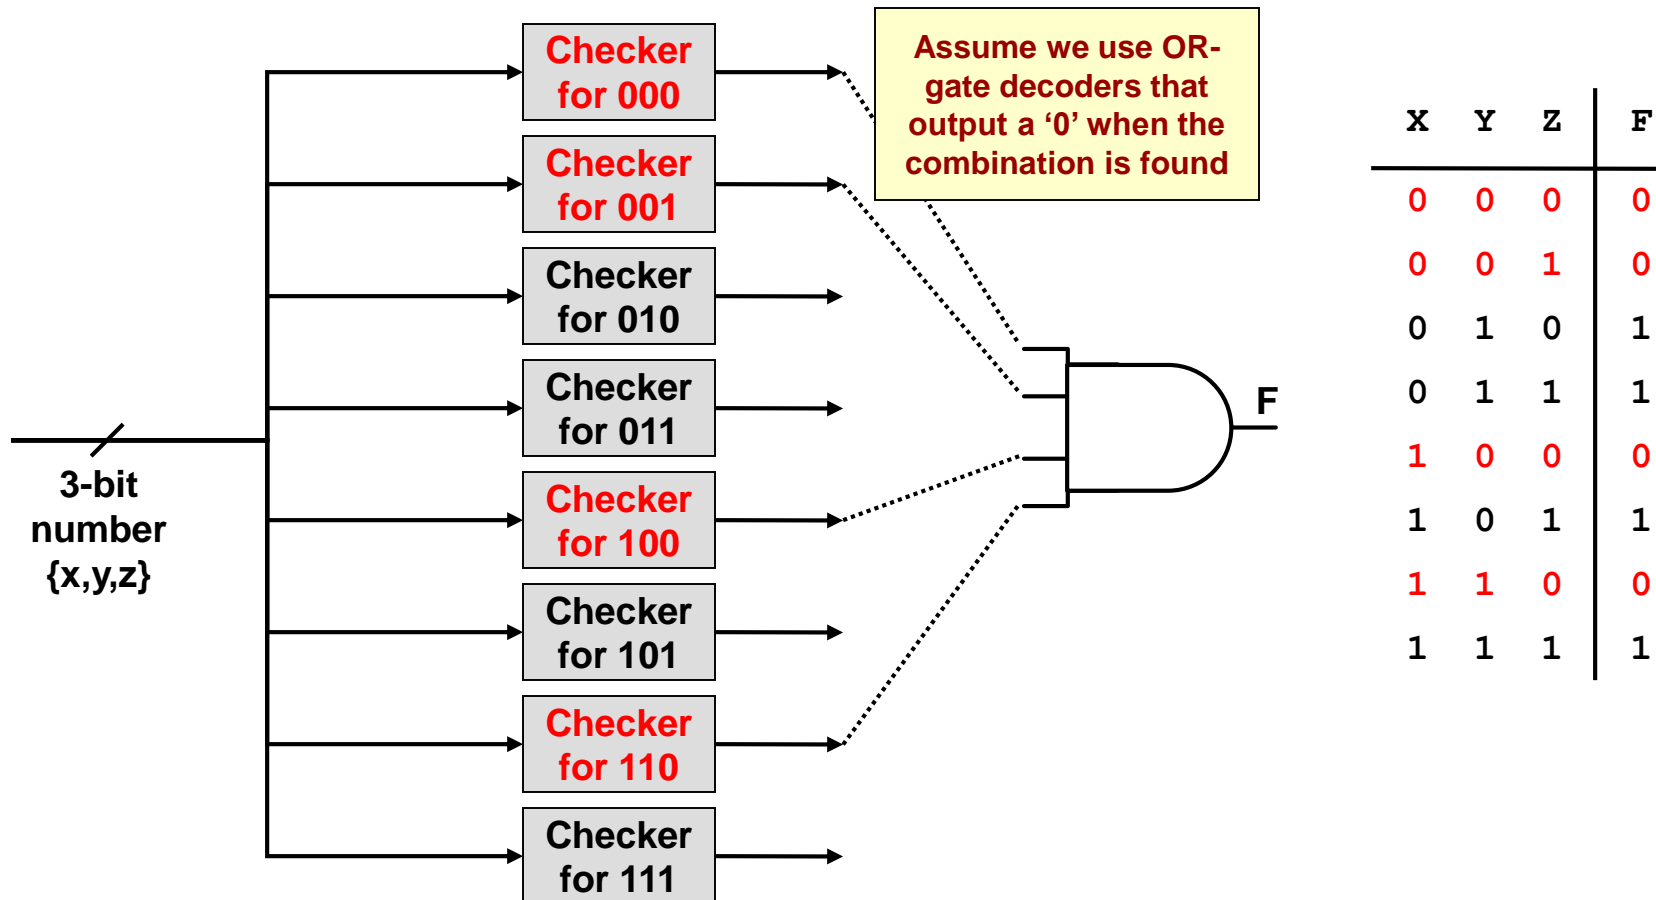 Checker
for 000
Checker
for 001
Checker
for 010
Checker
for 011
Checker
for 100
Checker
for 101
Checker
for 110
Checker
for 111
3-bit
number
{x,y,z}
Assume we use OR-
gate decoders that
output a ‘0’ when the
combination is found
F
X Y Z F
0 0 0 0
0 0 1 0
0 1 0 1
0 1 1 1
1 0 0 0
1 0 1 1
1 1 0 0
1 1 1 1